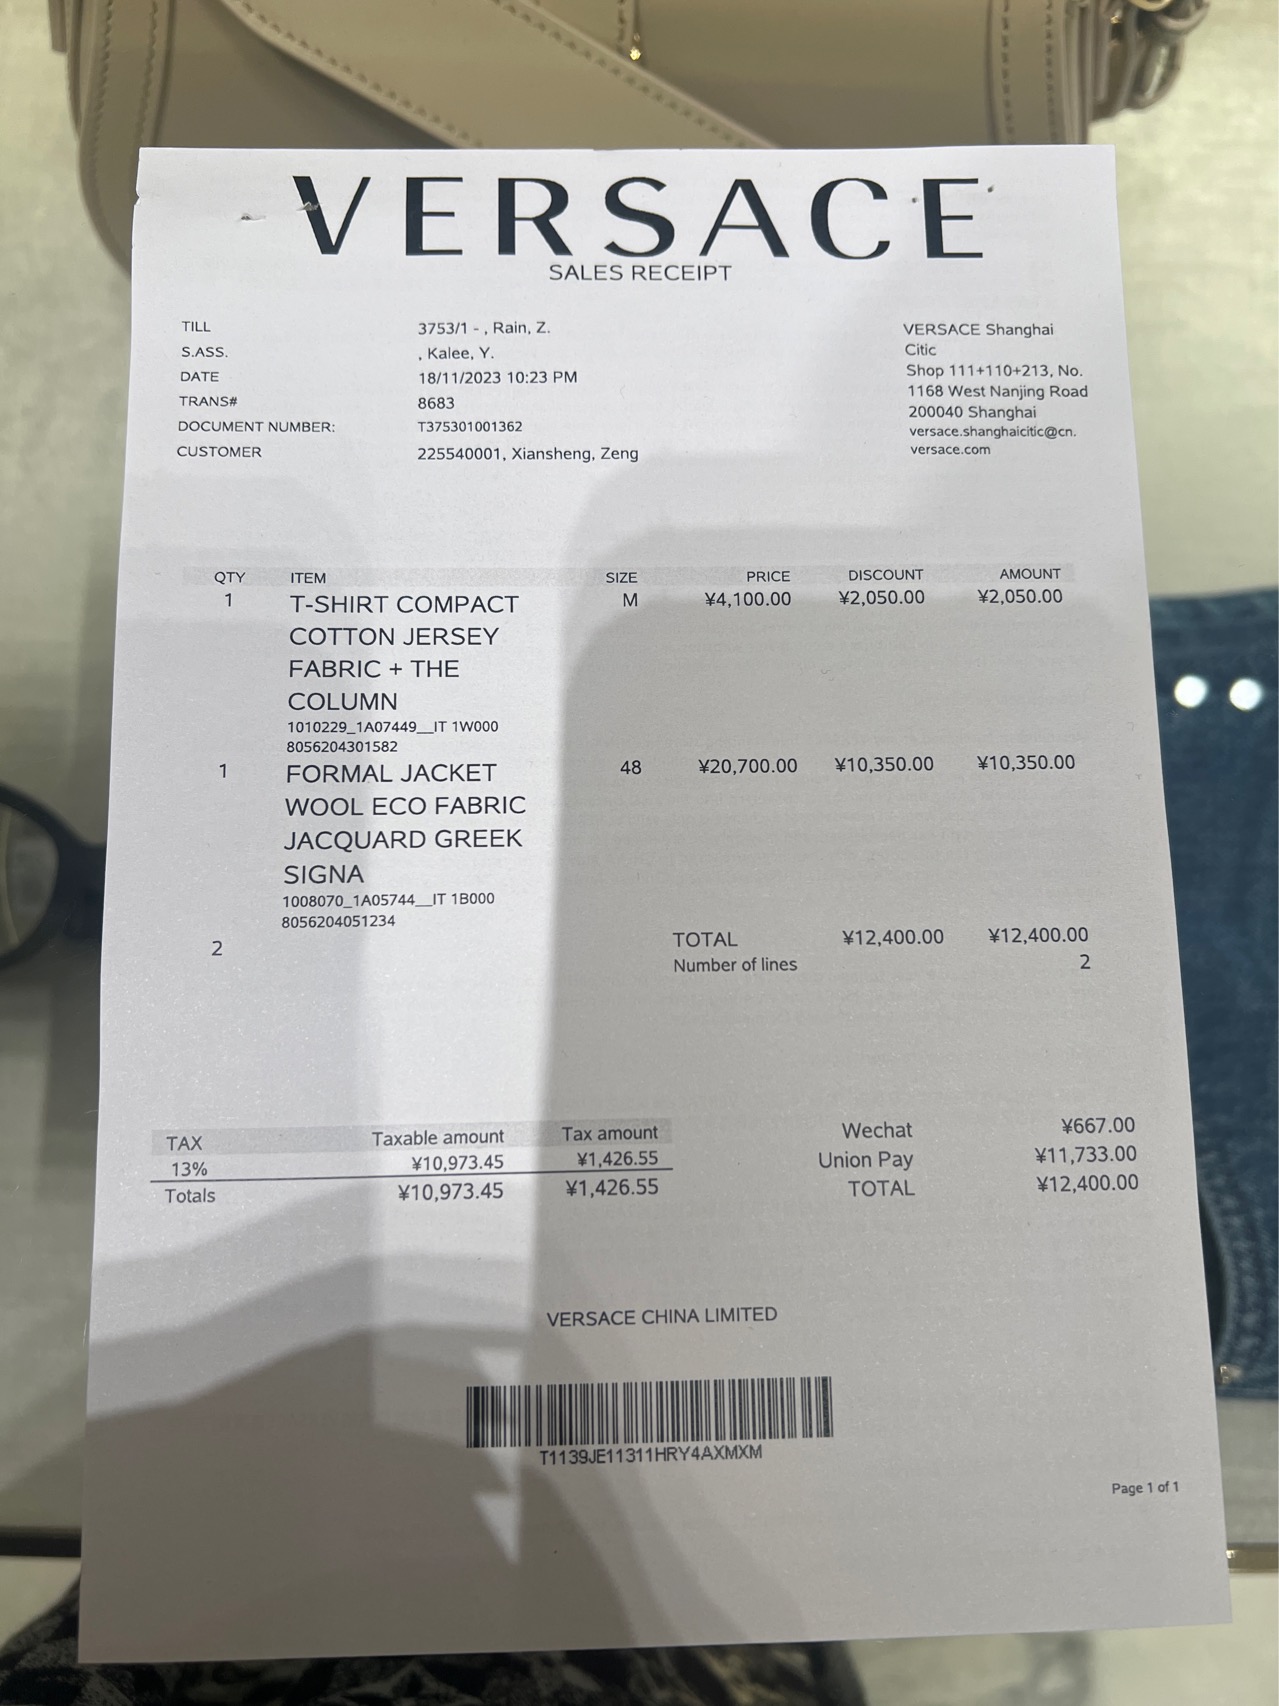 VERSACE
SALES RECEIPT
TILL 3753/1 - , Rain, Z.
S.ASS. , Kalee, Y.
DATE 18/11/2023 10:23 PM
TRANS# 8683
DOCUMENT NUMBER: T375301001362
CUSTOMER 225540001, Xiansheng, Zeng
VERSACE Shanghai
Citic
Shop 111+110+213, No.
1168 West Nanjing Road
200040 Shanghai
versace.shanghaicitic@cn.
versace.com
QTY ITEM SIZE PRICE DISCOUNT AMOUNT
1 T-SHIRT COMPACT M ¥4,100.00 ¥2,050.00 ¥2,050.00
COTTON JERSEY
FABRIC + THE
COLUMN
1010229_1A07449__IT 1W000
8056204301582
1 FORMAL JACKET 48 ¥20,700.00 ¥10,350.00 ¥10,350.00
WOOL ECO FABRIC
JACQUARD GREEK
SIGNA
1008070_1A05744__IT 1B000
8056204051234
2 TOTAL ¥12,400.00 ¥12,400.00
Number of lines 2
TAX Taxable amount Tax amount
13% ¥10,973.45 ¥1,426.55
Totals ¥10,973.45 ¥1,426.55
Wechat ¥667.00
Union Pay ¥11,733.00
TOTAL ¥12,400.00
VERSACE CHINA LIMITED
T1139JE11311HRY4AXMXM
Page 1 of 1